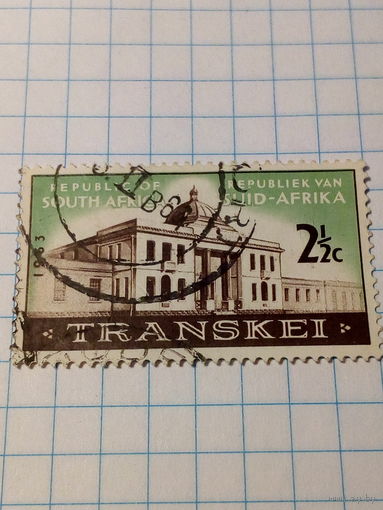 REPUBLIC OF
SOUTH AFRICA
REPUBLIEK VAN
SUID-AFRIKA
1963
2½c
TRANSKEI